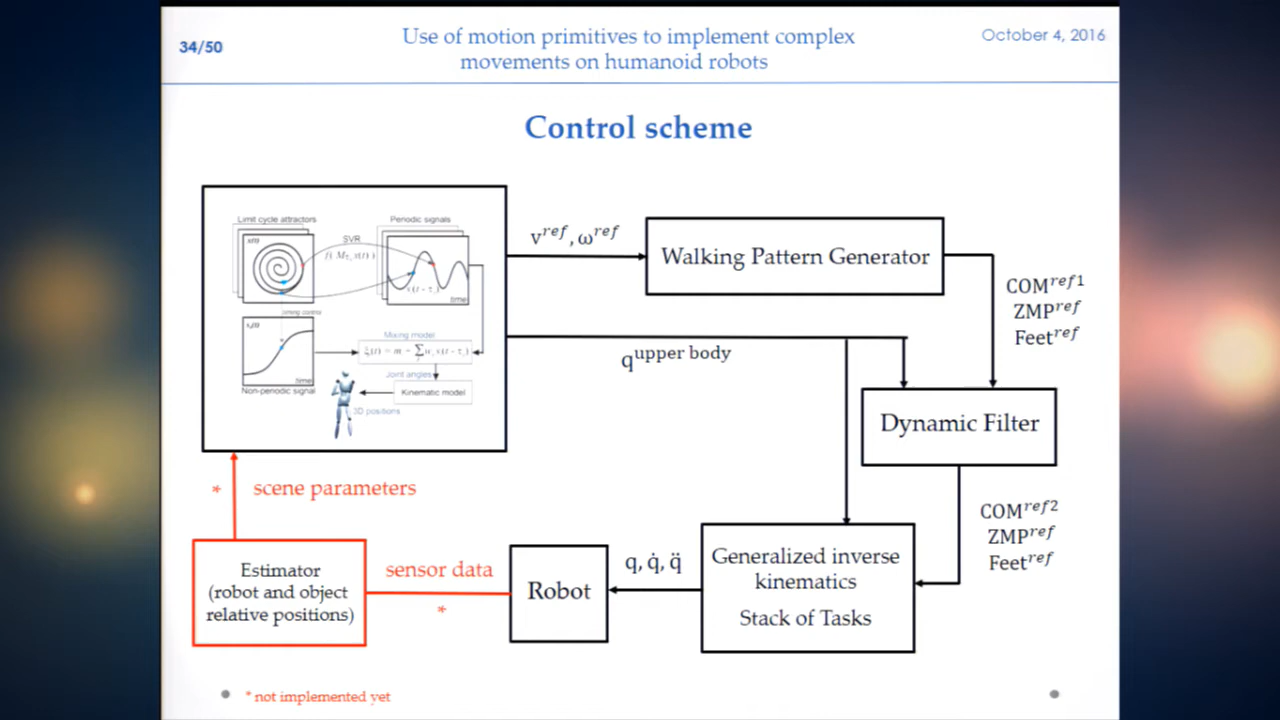 34/50
Use of motion primitives to implement complex
movements on humanoid robots
October 4, 2016
Control scheme
Limit cycle attractors
Periodic signals
SVR
time
timing control
Mixing model
time
Non-periodic signal
Joint angles
Kinematic model
3D positions
v^ref, ω^ref
Walking Pattern Generator
COM^ref1
ZMP^ref
Feet^ref
q^upper body
Dynamic Filter
COM^ref2
ZMP^ref
Feet^ref
* scene parameters
Estimator
(robot and object
relative positions)
sensor data
*
Robot
q, q̇, q̈
Generalized inverse
kinematics
Stack of Tasks
* not implemented yet